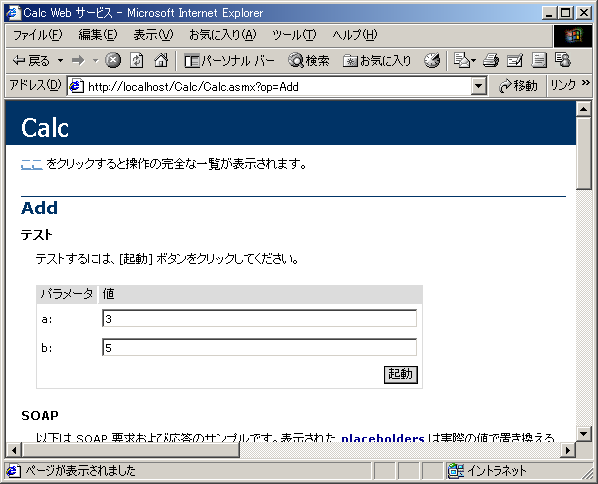 Calc Web サービス - Microsoft Internet Explorer
ファイル(F) 編集(E) 表示(V) お気に入り(A) ツール(T) ヘルプ(H)
戻る パーソナル バー 検索 お気に入り
アドレス(D) http://localhost/Calc/Calc.asmx?op=Add 移動 リンク »
Calc
ここ をクリックすると操作の完全な一覧が表示されます。
Add
テスト
テストするには、[起動] ボタンをクリックしてください。
パラメータ 値
a: 3
b: 5
起動
SOAP
以下は SOAP 要求および応答のサンプルです。表示された placeholders は実際の値で置き換える
ページが表示されました イントラネット